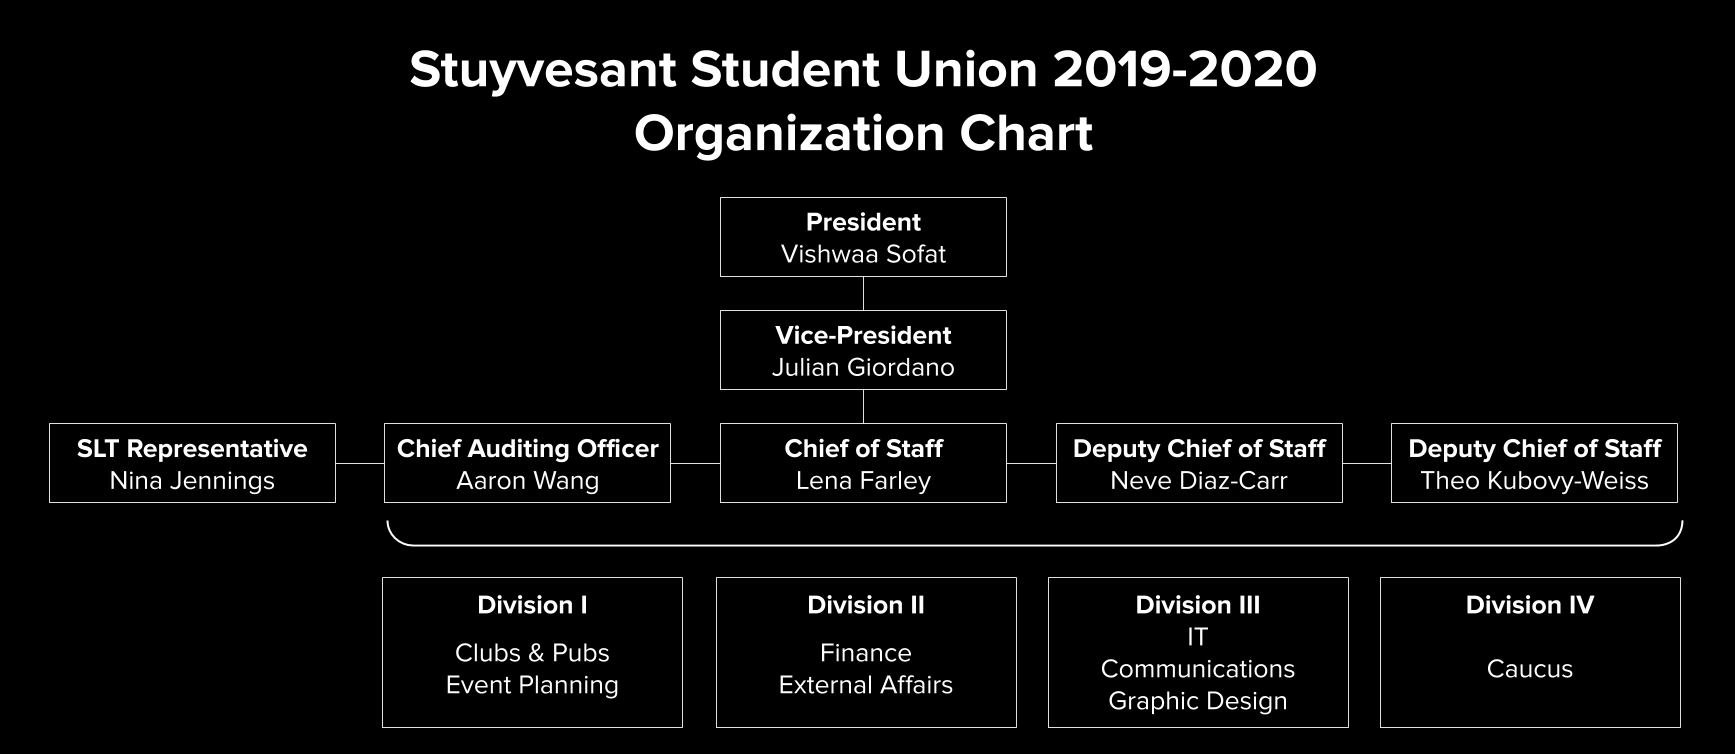 Stuyvesant Student Union 2019-2020
Organization Chart
President
Vishwaa Sofat
Vice-President
Julian Giordano
SLT Representative
Nina Jennings
Chief Auditing Officer
Aaron Wang
Chief of Staff
Lena Farley
Deputy Chief of Staff
Neve Diaz-Carr
Deputy Chief of Staff
Theo Kubovy-Weiss
Division I
Clubs & Pubs
Event Planning
Division II
Finance
External Affairs
Division III
IT
Communications
Graphic Design
Division IV
Caucus